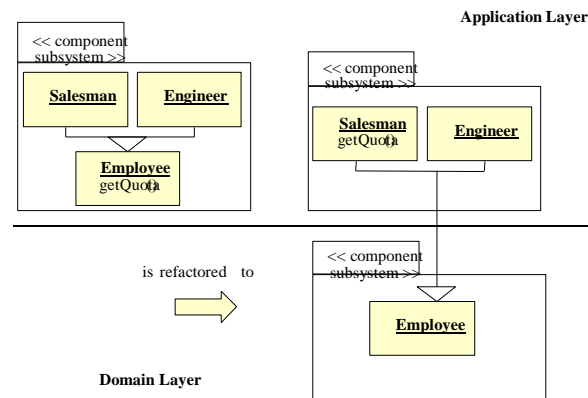 Application Layer
<< component
subsystem >>
Salesman
Engineer
Employee
getQuota()
<< component
subsystem >>
Salesman
getQuota()
Engineer
is refactored to
<< component
subsystem >>
Employee
Domain Layer